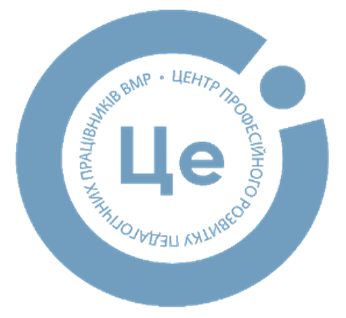 ЦЕНТР ПРОФЕСІЙНОГО РОЗВИТКУ ПЕДАГОГІЧНИХ ПРАЦІВНИКІВ ВМР •
Це